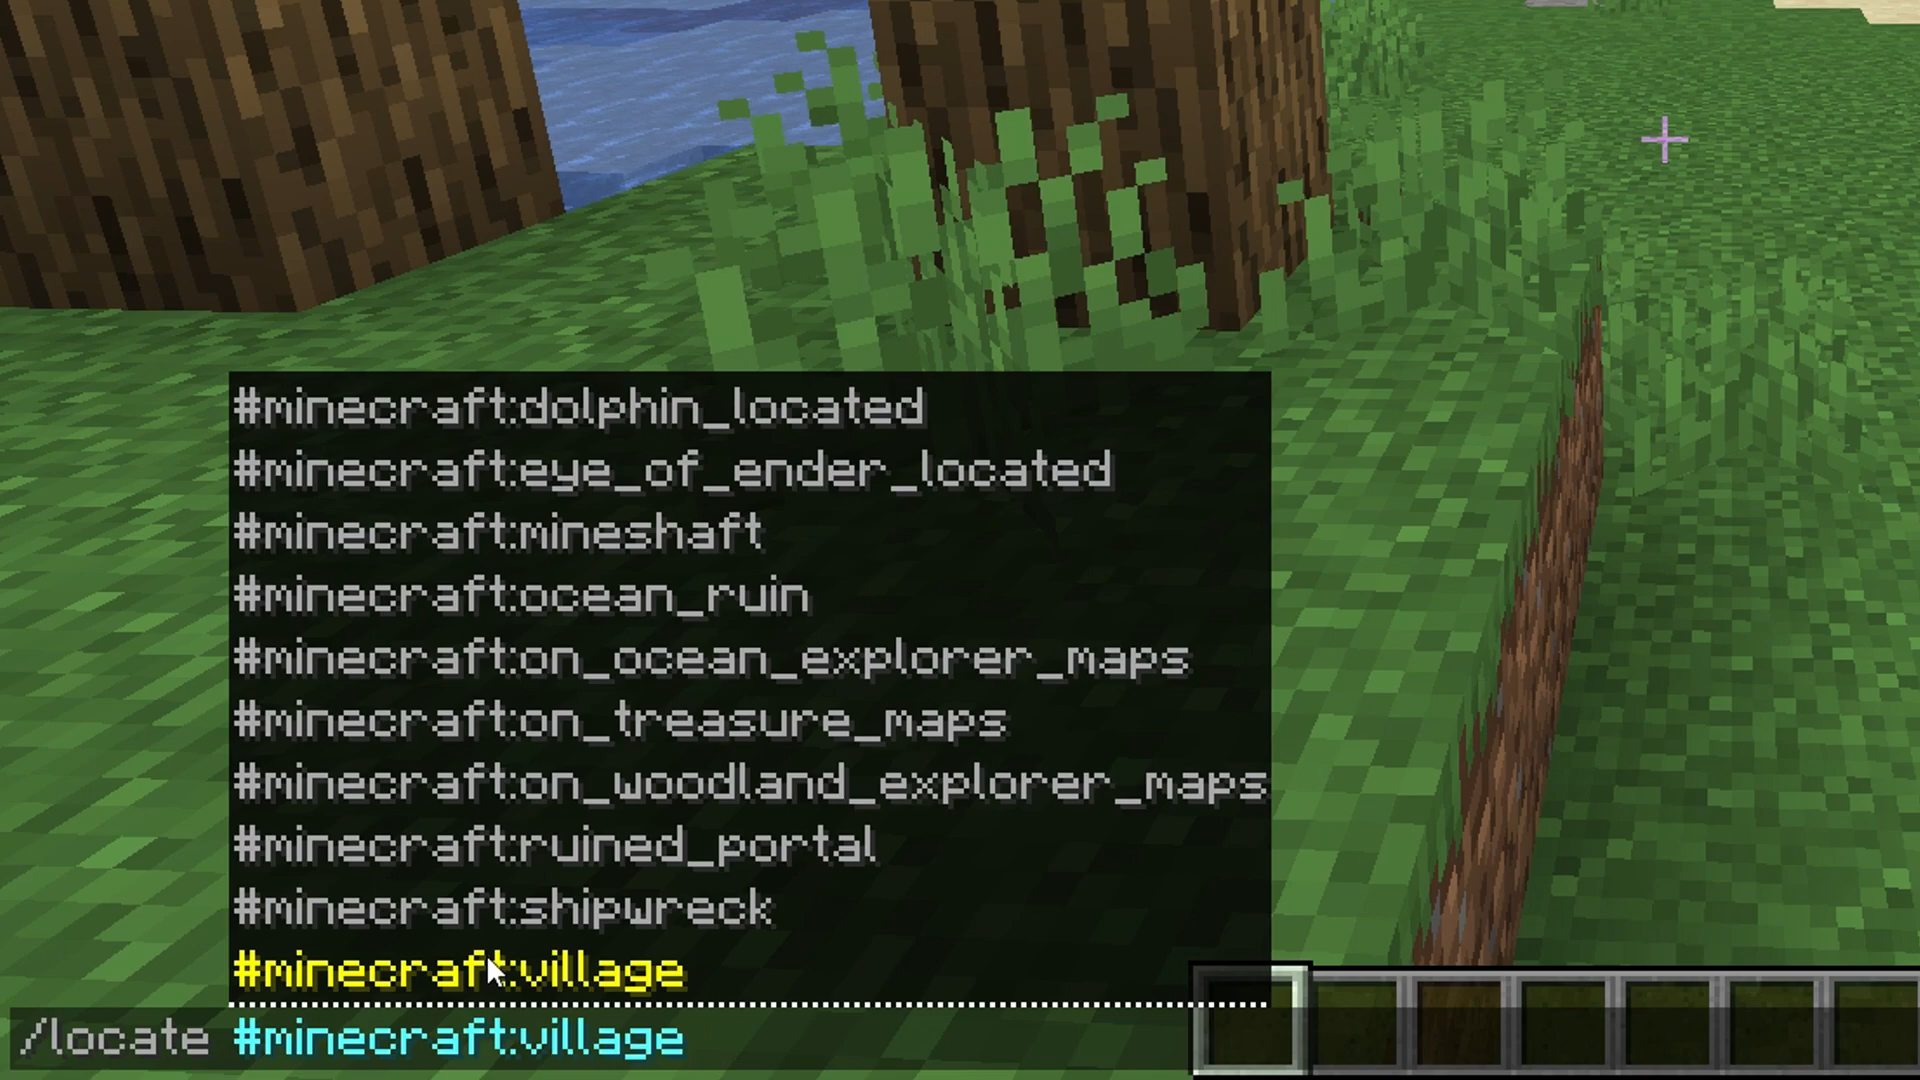 #minecraft:dolphin_located
#minecraft:eye_of_ender_located
#minecraft:mineshaft
#minecraft:ocean_ruin
#minecraft:on_ocean_explorer_maps
#minecraft:on_treasure_maps
#minecraft:on_woodland_explorer_maps
#minecraft:ruined_portal
#minecraft:shipwreck
#minecraft:village
/locate #minecraft:village